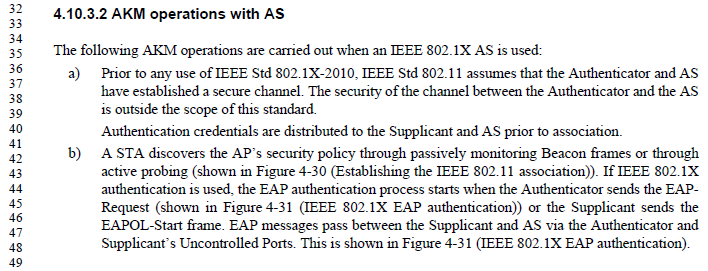 32
33
34
35
36
37
38
39
40
41
42
43
44
45
46
47
48
49
4.10.3.2 AKM operations with AS
The following AKM operations are carried out when an IEEE 802.1X AS is used:
a) Prior to any use of IEEE Std 802.1X-2010, IEEE Std 802.11 assumes that the Authenticator and AS
have established a secure channel. The security of the channel between the Authenticator and the AS
is outside the scope of this standard.
Authentication credentials are distributed to the Supplicant and AS prior to association.
b) A STA discovers the AP's security policy through passively monitoring Beacon frames or through
active probing (shown in Figure 4-30 (Establishing the IEEE 802.11 association)). If IEEE 802.1X
authentication is used, the EAP authentication process starts when the Authenticator sends the EAP-
Request (shown in Figure 4-31 (IEEE 802.1X EAP authentication)) or the Supplicant sends the
EAPOL-Start frame. EAP messages pass between the Supplicant and AS via the Authenticator and
Supplicant's Uncontrolled Ports. This is shown in Figure 4-31 (IEEE 802.1X EAP authentication).